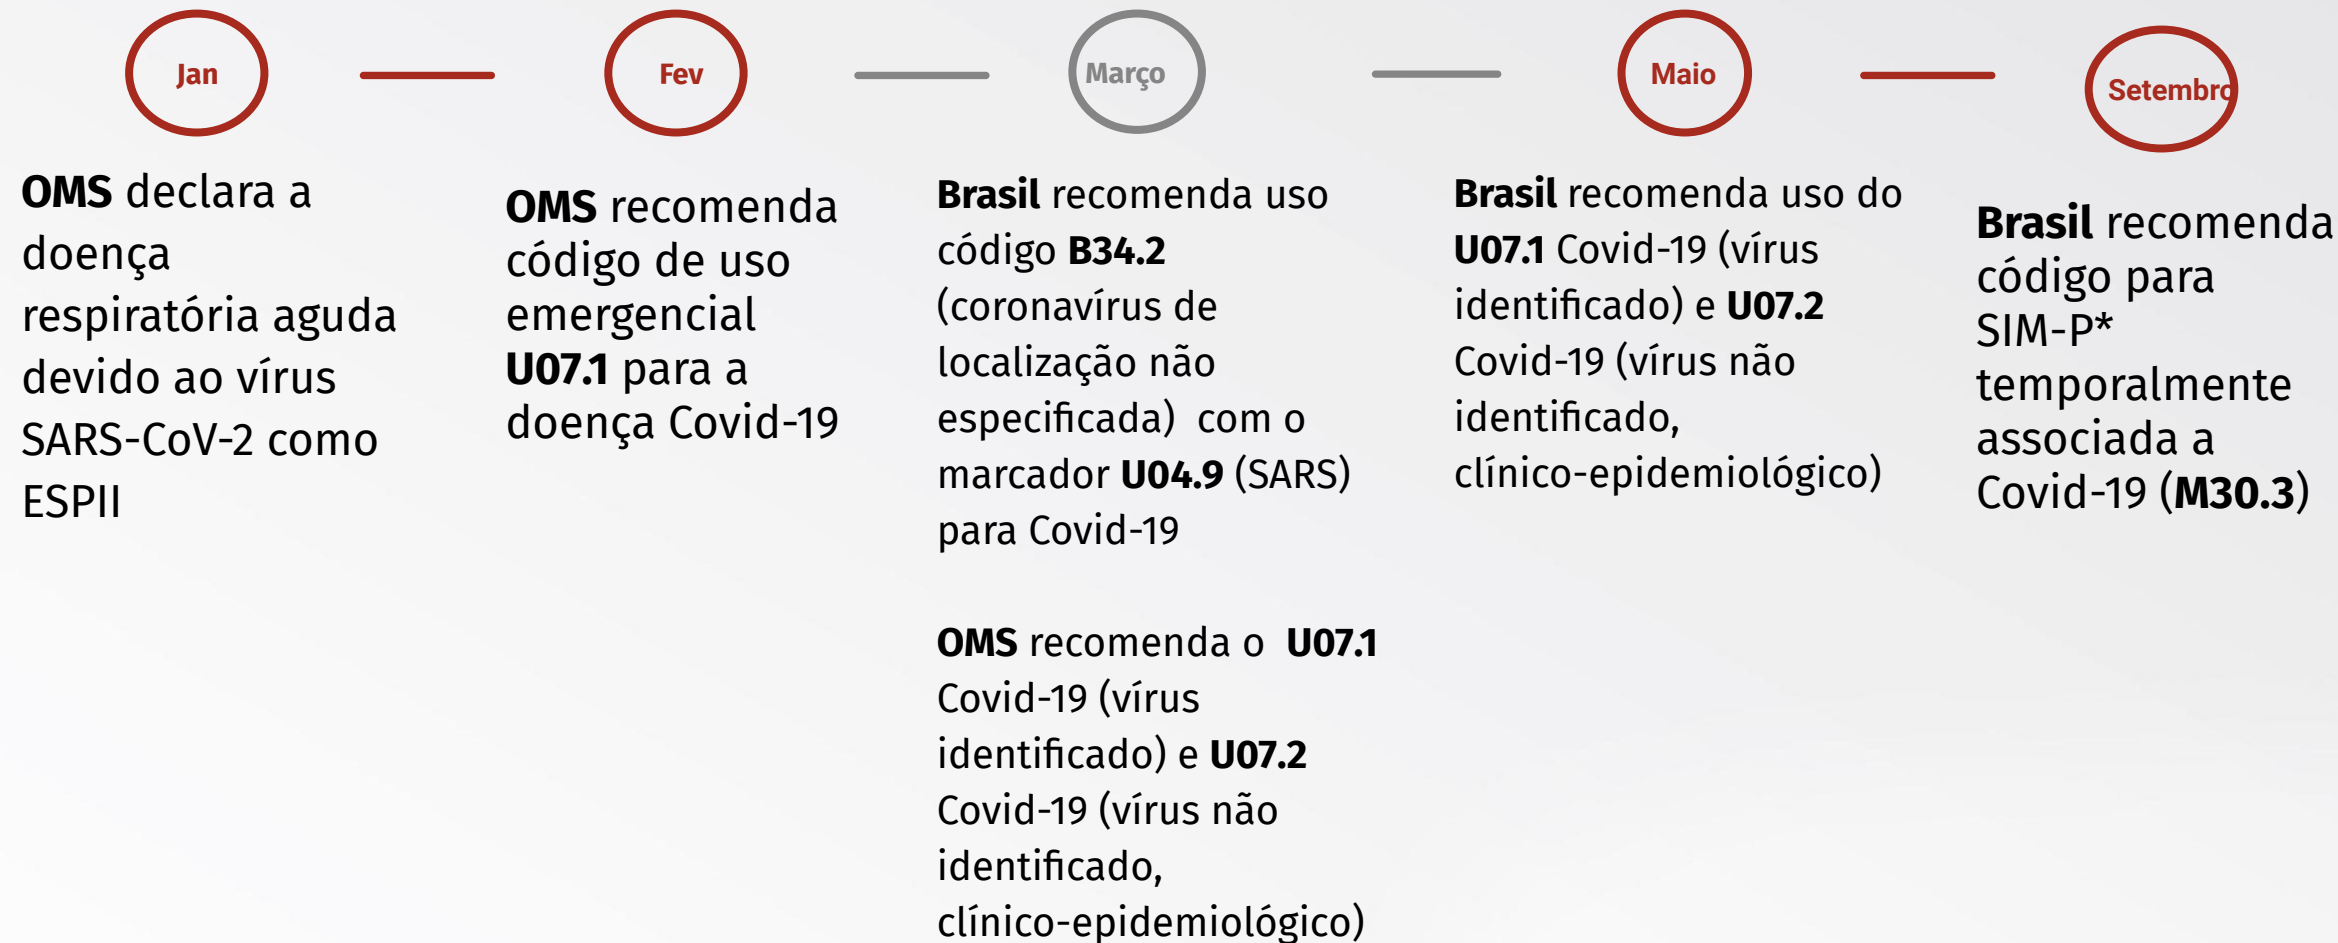 Jan
Fev
Março
Maio
Setembro
OMS declara a
doença
respiratória aguda
devido ao vírus
SARS-CoV-2 como
ESPII
OMS recomenda
código de uso
emergencial
U07.1 para a
doença Covid-19
Brasil recomenda uso
código B34.2
(coronavírus de
localização não
especificada)  com o
marcador U04.9 (SARS)
para Covid-19
OMS recomenda o  U07.1
Covid-19 (vírus
identificado) e U07.2
Covid-19 (vírus não
identificado,
clínico-epidemiológico)
Brasil recomenda uso do
U07.1 Covid-19 (vírus
identificado) e U07.2
Covid-19 (vírus não
identificado,
clínico-epidemiológico)
Brasil recomenda
código para
SIM-P*
temporalmente
associada a
Covid-19 (M30.3)